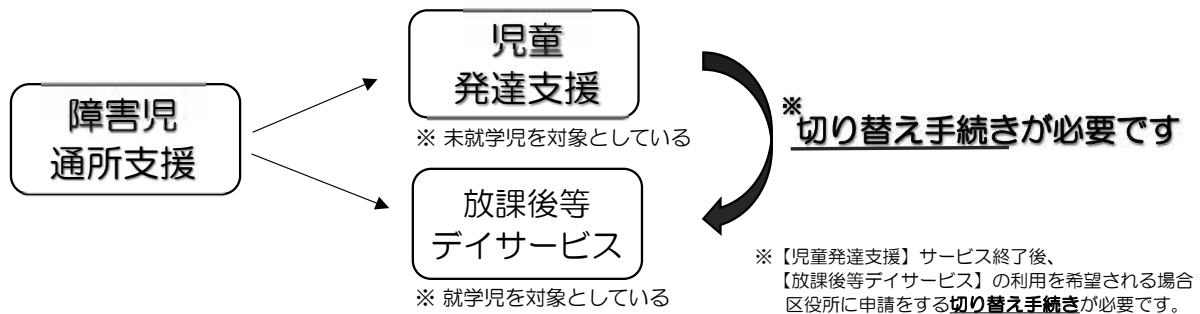 障害児
通所支援
児童
発達支援
※ 未就学児を対象としている
放課後等
デイサービス
※ 就学児を対象としている
※切り替え手続きが必要です
※【児童発達支援】サービス終了後、
【放課後等デイサービス】の利用を希望される場合
区役所に申請をする切り替え手続きが必要です。